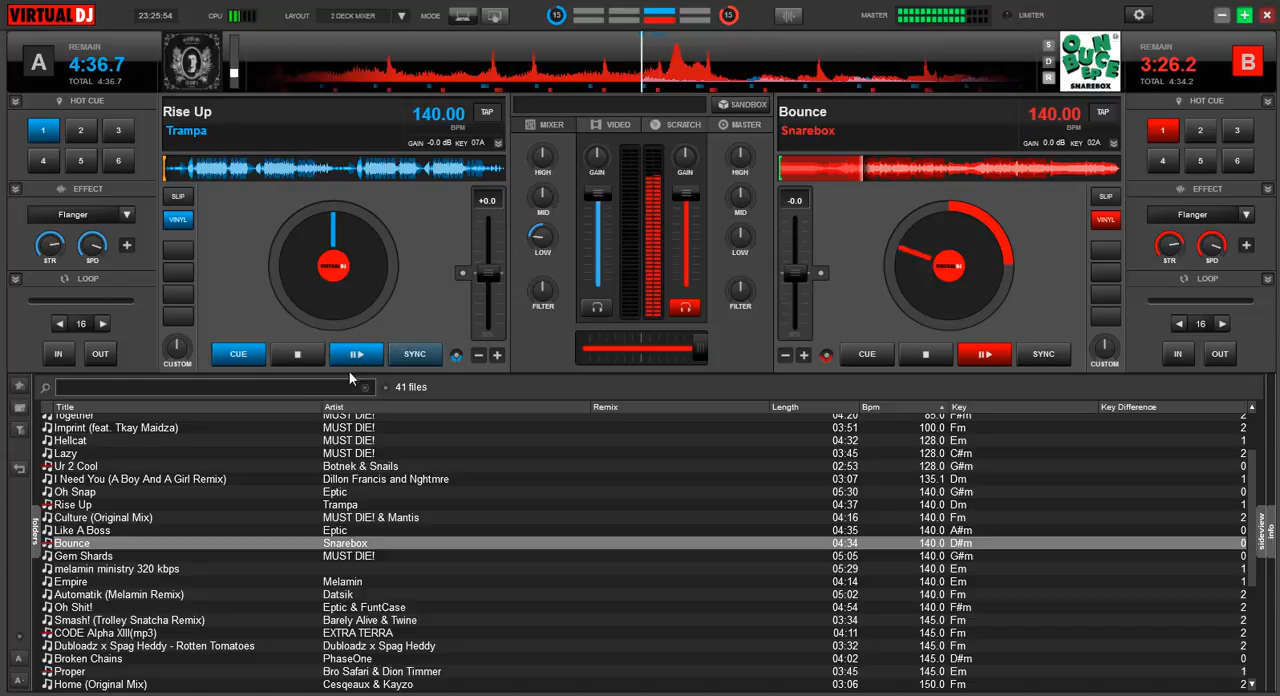 VIRTUAL DJ 23:25:54 CPU LAYOUT 2 DECK MIXER MODE 15 15 MASTER LIMITER
A REMAIN 4:36.7 TOTAL 4:36.7
S D R
OWN BUCE EP SNAREBOX
REMAIN 3:26.2 TOTAL 4:34.2 B
HOT CUE
1 2 3
4 5 6
EFFECT
Flanger
STR SPD
LOOP
16
IN OUT
Rise Up 140.00 TAP
Trampa BPM
GAIN -0.0 dB KEY 07A
SLIP
VINYL
CUSTOM
VIRTUAL DJ
+0.0
CUE SYNC
SANDBOX
MIXER VIDEO SCRATCH MASTER
HIGH GAIN GAIN HIGH
MID MID
LOW LOW
FILTER FILTER
Bounce 140.00 TAP
Snarebox BPM
GAIN 0.0 dB KEY 02A
-0.0
VIRTUAL DJ
SLIP
VINYL
CUSTOM
CUE SYNC
HOT CUE
1 2 3
4 5 6
EFFECT
Flanger
STR SPD
LOOP
16
IN OUT
41 files
Title Artist Remix Length Bpm Key Key Difference
Together MUST DIE! 04:20 85.0 F#m 2
Imprint (feat. Tkay Maidza) MUST DIE! 03:51 100.0 Fm 2
Hellcat MUST DIE! 04:32 128.0 Em 1
Lazy MUST DIE! 03:45 128.0 C#m 2
Ur 2 Cool Botnek & Snails 02:53 128.0 G#m 0
I Need You (A Boy And A Girl Remix) Dillon Francis and Nghtmre 03:07 135.1 Dm 1
Oh Snap Eptic 05:30 140.0 G#m 0
Rise Up Trampa 04:37 140.0 Dm 1
Culture (Original Mix) MUST DIE! & Mantis 04:16 140.0 Fm 2
Like A Boss Eptic 04:35 140.0 A#m 0
Bounce Snarebox 04:34 140.0 D#m 0
Gem Shards MUST DIE! 05:05 140.0 G#m 0
melamin ministry 320 kbps 05:29 140.0 Em 1
Empire Melamin 04:14 140.0 Em 1
Automatik (Melamin Remix) Datsik 05:02 140.0 Fm 2
Oh Shit! Eptic & FuntCase 04:54 140.0 F#m 2
Smash! (Trolley Snatcha Remix) Barely Alive & Twine 03:34 145.0 Fm 2
CODE Alpha XIII(mp3) EXTRA TERRA 04:11 145.0 Fm 2
Dubloadz x Spag Heddy - Rotten Tomatoes Dubloadz x Spag Heddy 03:32 145.0 Fm 2
Broken Chains PhaseOne 04:02 145.0 D#m 0
Proper Bro Safari & Dion Timmer 03:45 145.0 Em 1
Home (Original Mix) Cesqeaux & Kayzo 03:06 150.0 Fm 2
folders
sideview
info
A
A